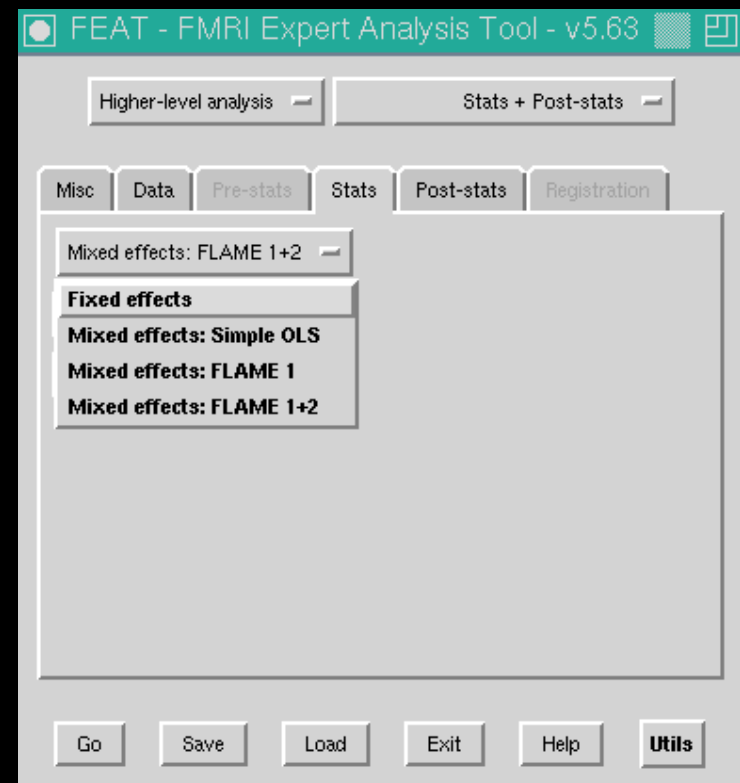 FEAT - FMRI Expert Analysis Tool - v5.63
Higher-level analysis Stats + Post-stats
Misc Data Pre-stats Stats Post-stats Registration
Mixed effects: FLAME 1+2
Fixed effects
Mixed effects: Simple OLS
Mixed effects: FLAME 1
Mixed effects: FLAME 1+2
Go Save Load Exit Help Utils